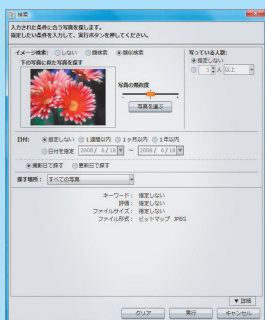 検索
入力された条件に合う写真を探します。
指定したい条件を入力して、実行ボタンを押してください。
イメージ検索: しない 顔検索 類似検索
写っている人数:
下の写真に似た写真を探す
指定しない
1 人 以上
写真の類似度
写真を選ぶ
日付: 指定しない 1週間以内 1ヶ月以内 1年以内
日付を指定 2008/ 6/18 ～ 2008/ 6/18
撮影日で探す 更新日で探す
探す場所: すべての写真
キーワード: 指定しない
評価: 指定しない
ファイルサイズ: 指定しない
ファイル形式: ビットマップ JPEG
▼ 詳細
クリア 実行 キャンセル